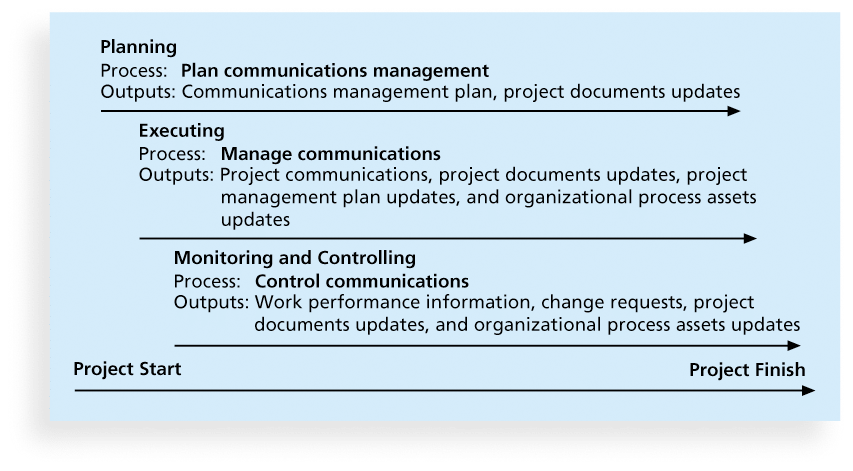 Planning
Process: Plan communications management
Outputs: Communications management plan, project documents updates
Executing
Process: Manage communications
Outputs: Project communications, project documents updates, project
management plan updates, and organizational process assets
updates
Monitoring and Controlling
Process: Control communications
Outputs: Work performance information, change requests, project
documents updates, and organizational process assets updates
Project Start Project Finish